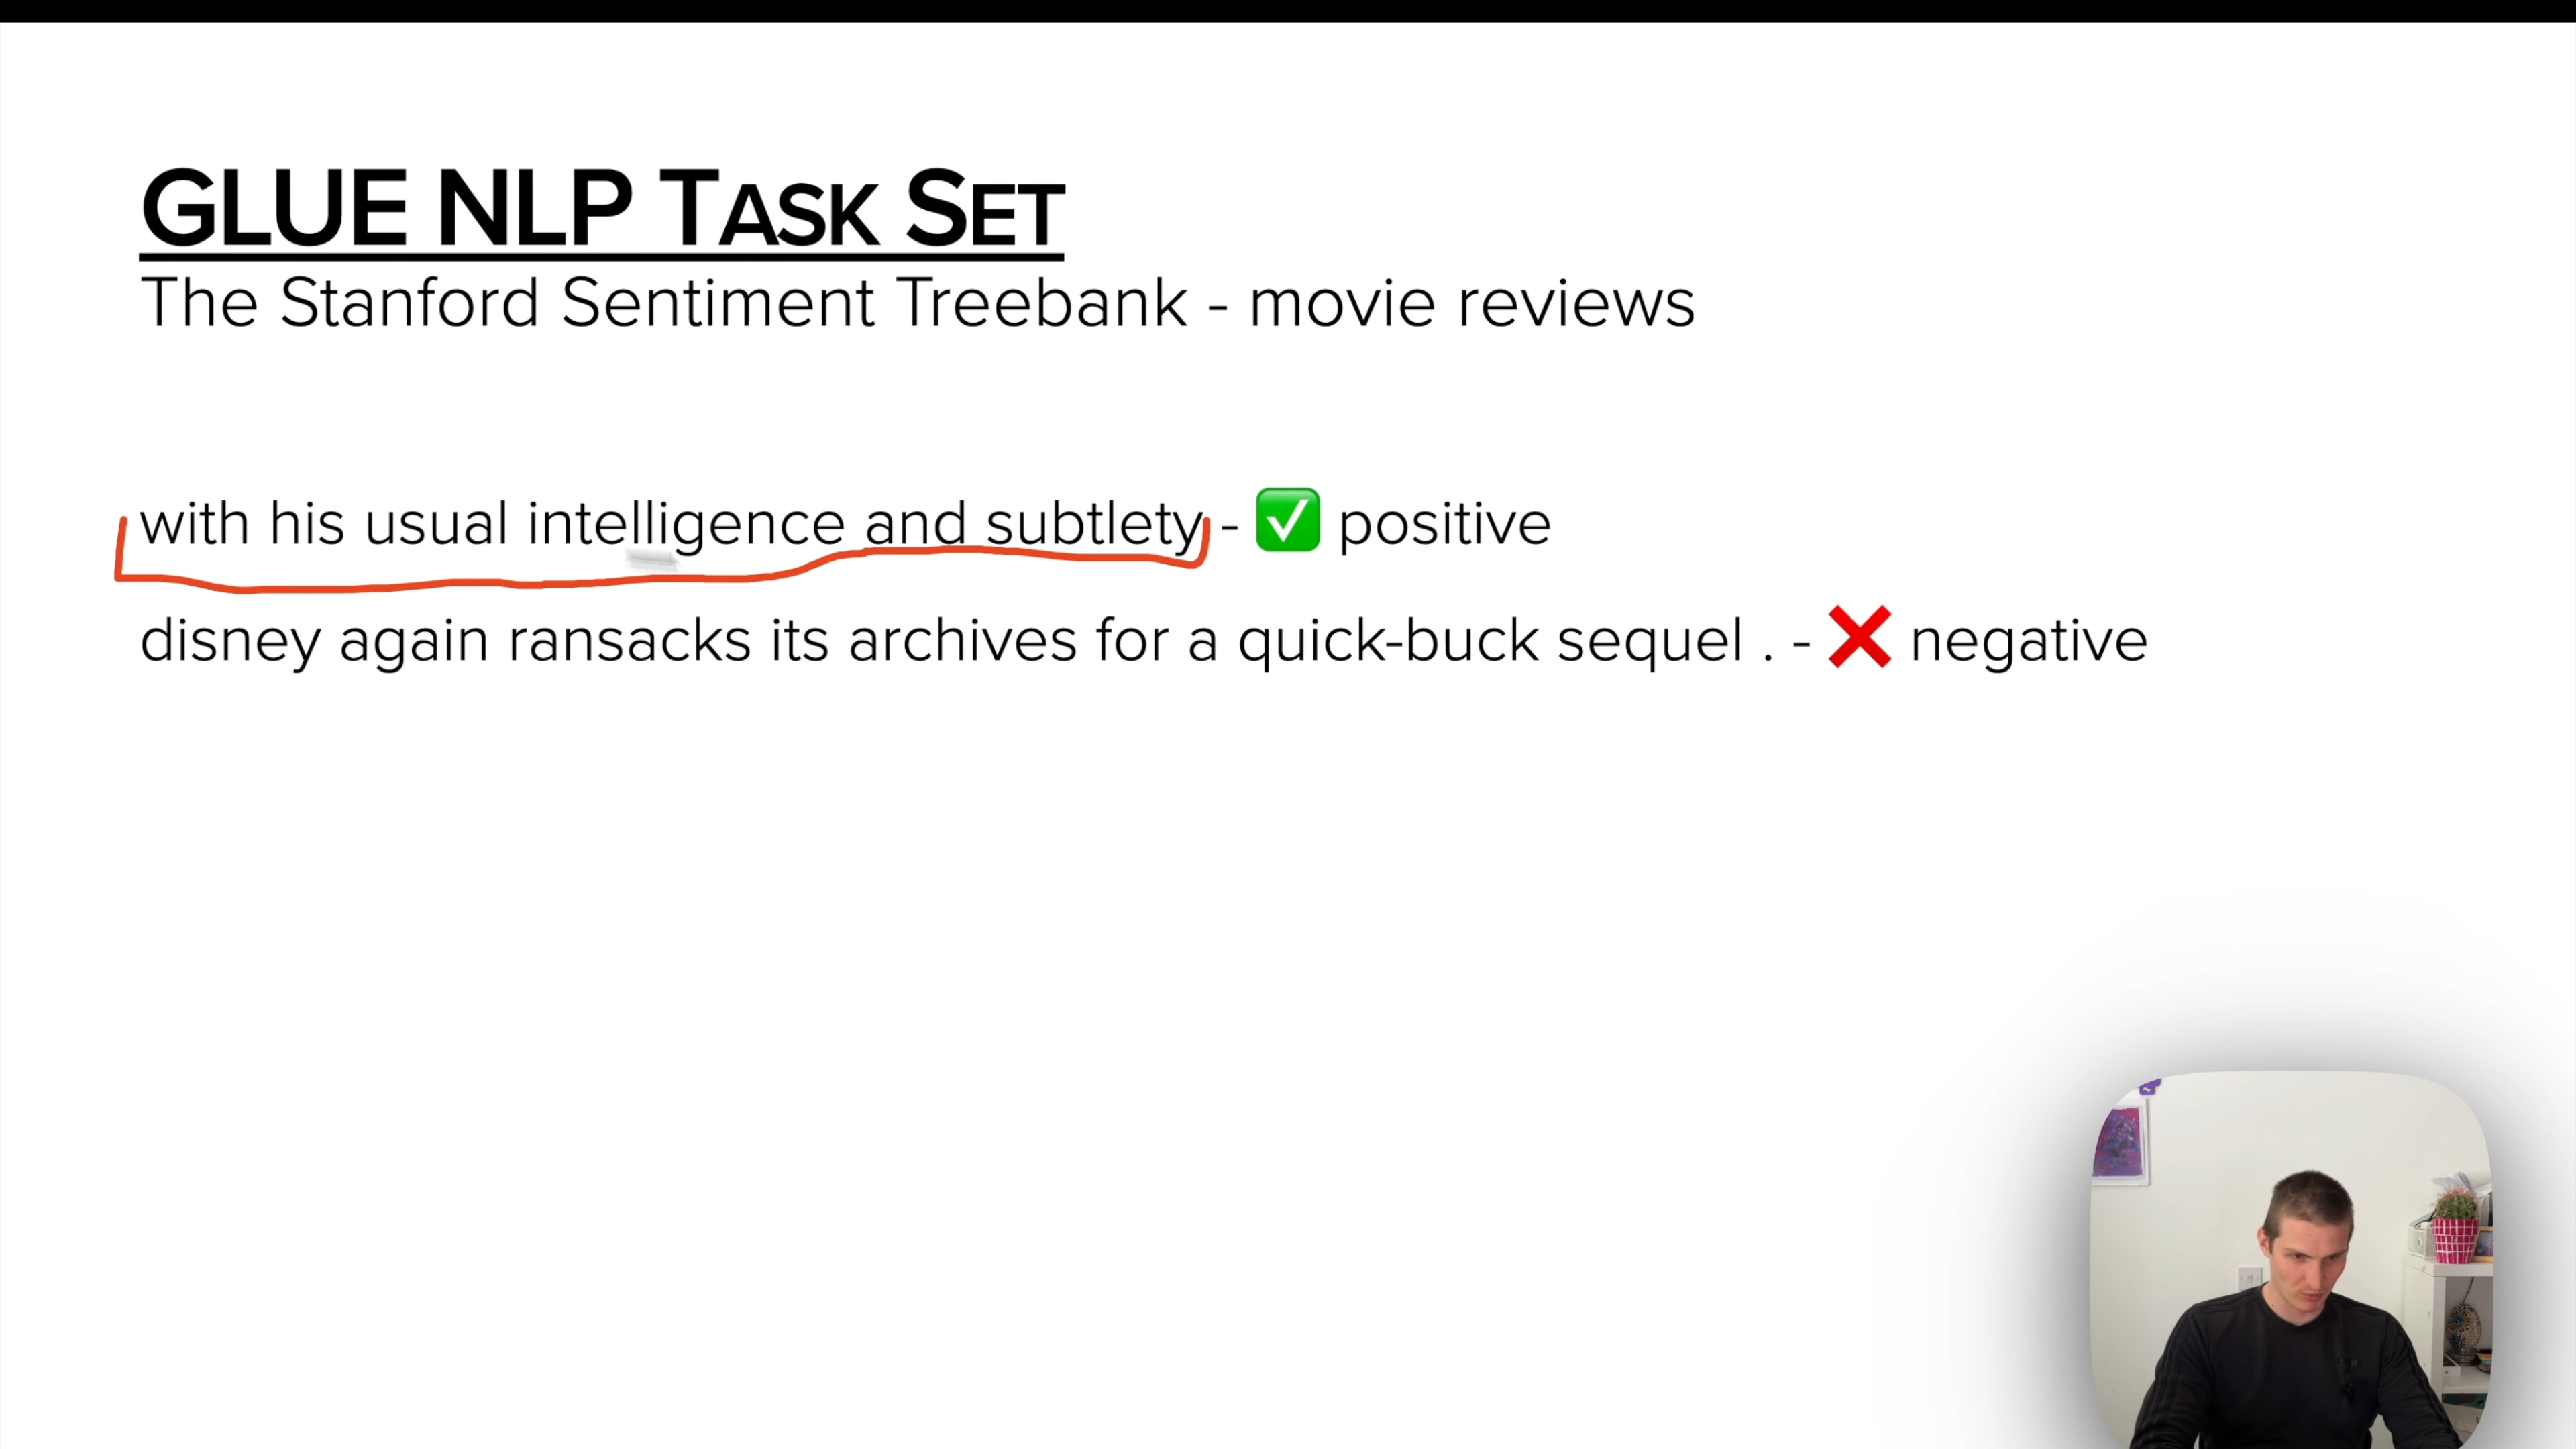 GLUE NLP TASK SET
The Stanford Sentiment Treebank - movie reviews
with his usual intelligence and subtlety - ✅ positive
disney again ransacks its archives for a quick-buck sequel . - ❌ negative